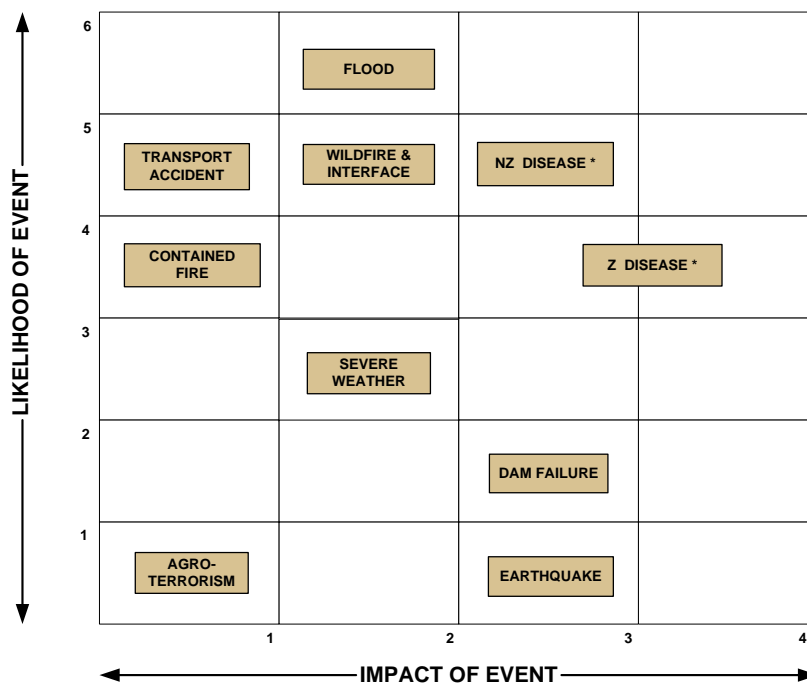 6
FLOOD
5
TRANSPORT
ACCIDENT
WILDFIRE &
INTERFACE
NZ DISEASE *
4
CONTAINED
FIRE
Z DISEASE *
3
SEVERE
WEATHER
2
DAM FAILURE
1
AGRO-
TERRORISM
EARTHQUAKE
1 2 3 4
LIKELIHOOD OF EVENT
IMPACT OF EVENT